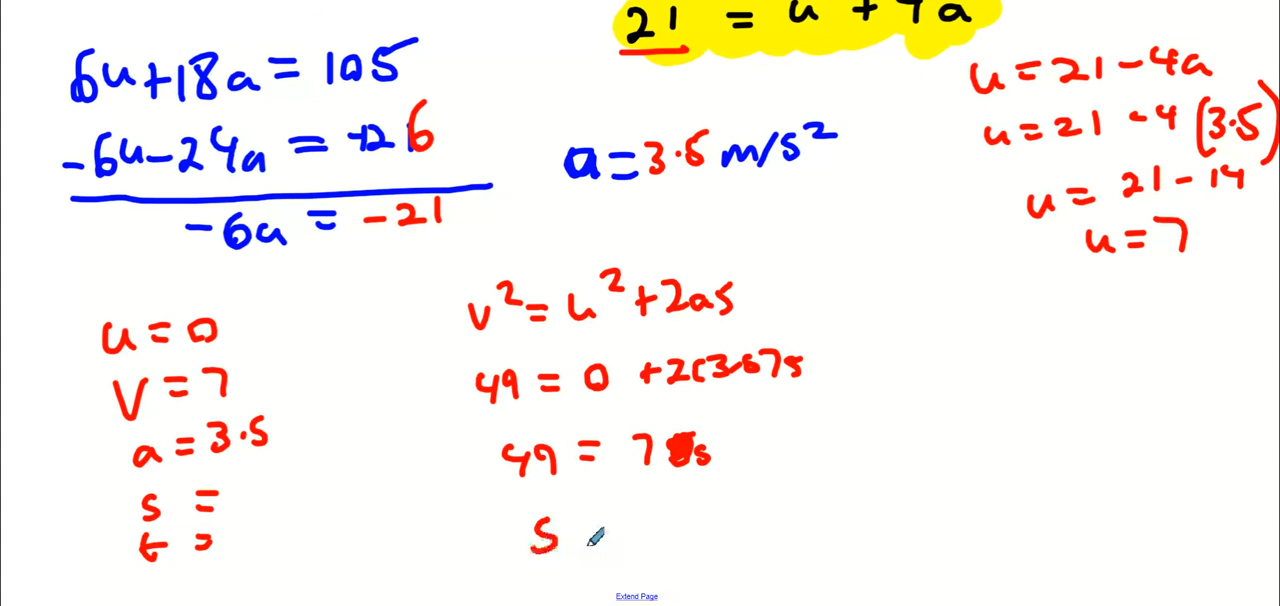 21 = u + 4a
6u+18a = 105
-6u-24a = -126
-6a = -21
a = 3.5 m/s²
u = 21 - 4a
u = 21 - 4(3.5)
u = 21 - 14
u = 7
u = 0
V = 7
a = 3.5
s =
t =
v² = u² + 2as
49 = 0 + 2(3.5)s
49 = 7s
S
Extend Page